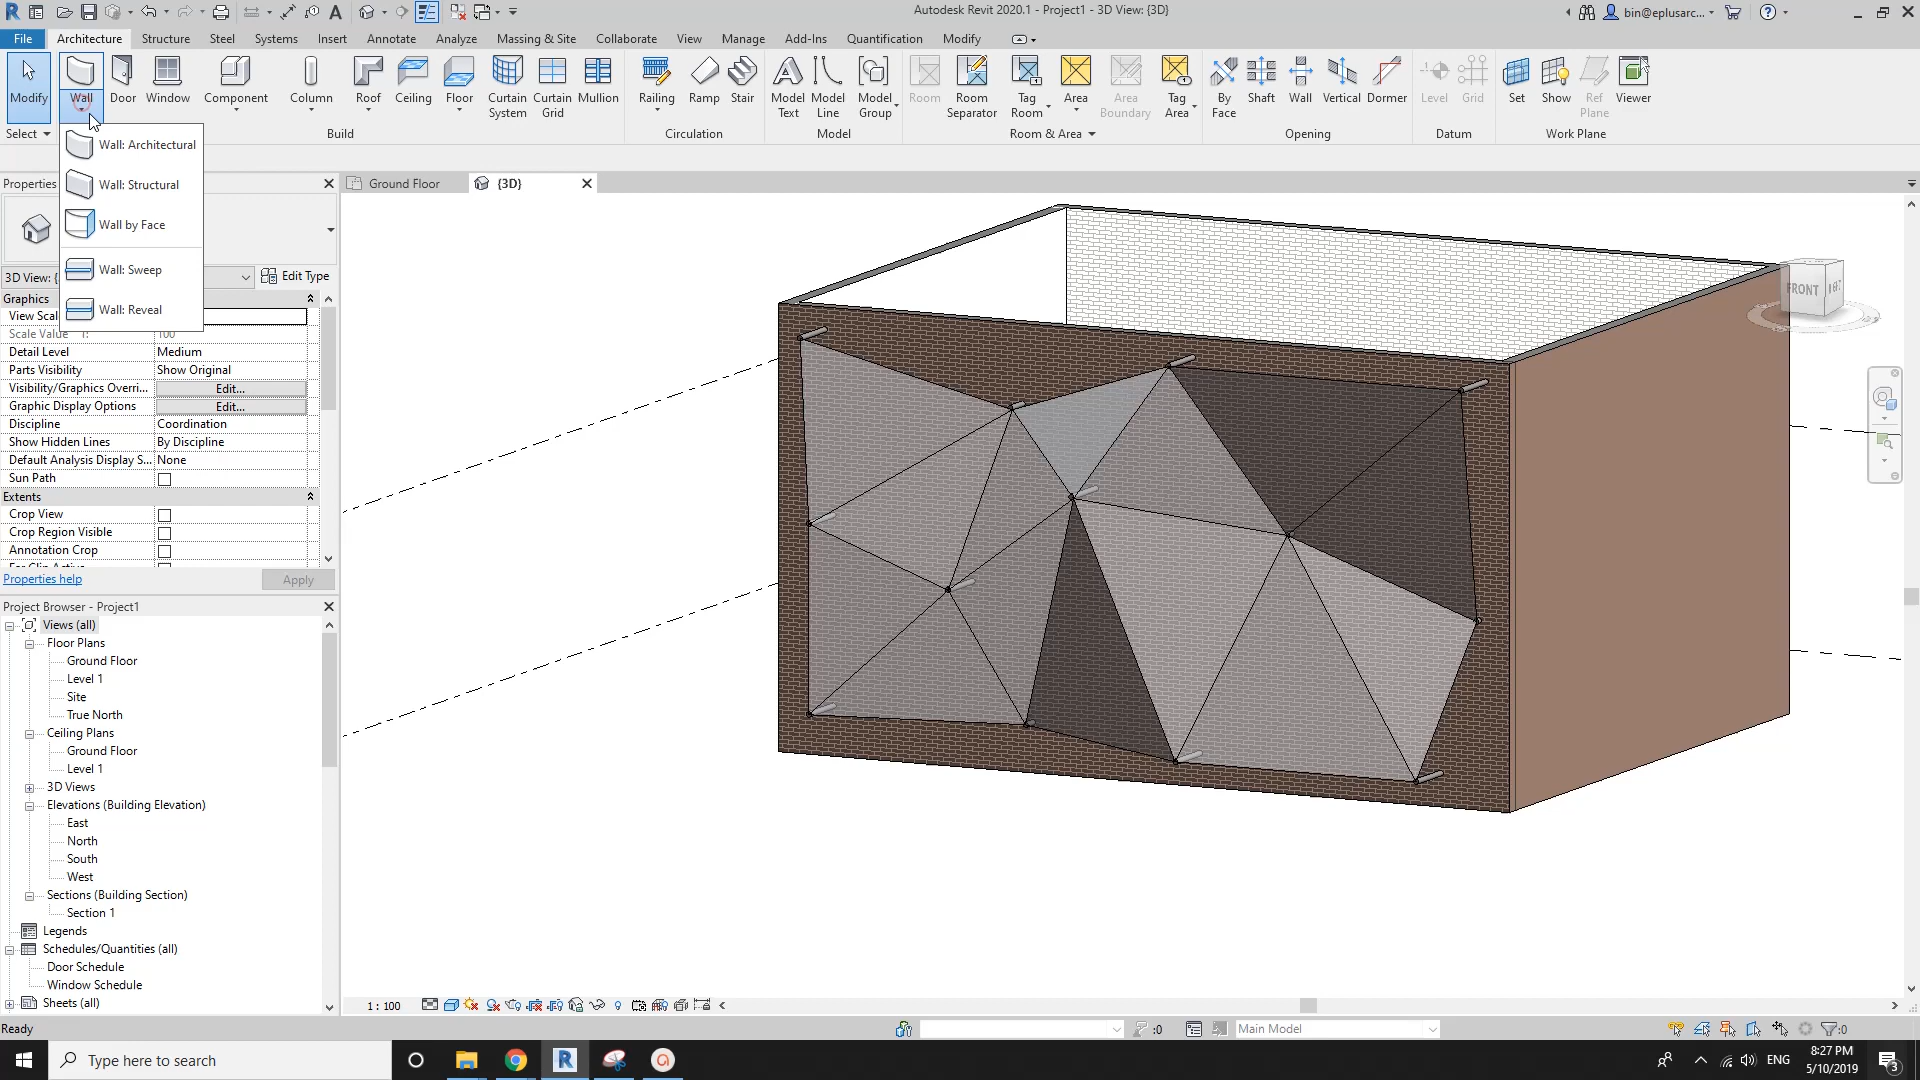 Autodesk Revit 2020.1 - Project1 - 3D View: {3D}
bin@eplusarc...
File Architecture Structure Steel Systems Insert Annotate Analyze Massing & Site Collaborate View Manage Add-Ins Quantification Modify
Modify Wall Door Window Component Column Roof Ceiling Floor Curtain System Curtain Grid Mullion Railing Ramp Stair Model Text Model Line Model Group Room Room Separator Tag Room Area Area Boundary Tag Area By Face Shaft Wall Vertical Dormer Level Grid Set Show Ref Plane Viewer
Select Build Circulation Model Room & Area Opening Datum Work Plane
Wall: Architectural
Wall: Structural
Wall by Face
Wall: Sweep
Wall: Reveal
Properties
Ground Floor
{3D}
3D View: {
Edit Type
Graphics
View Scal
Scale Value 1: 100
Detail Level Medium
Parts Visibility Show Original
Visibility/Graphics Overri... Edit...
Graphic Display Options Edit...
Discipline Coordination
Show Hidden Lines By Discipline
Default Analysis Display S... None
Sun Path
Extents
Crop View
Crop Region Visible
Annotation Crop
Properties help Apply
Project Browser - Project1
Views (all)
Floor Plans
Ground Floor
Level 1
Site
True North
Ceiling Plans
Ground Floor
Level 1
3D Views
Elevations (Building Elevation)
East
North
South
West
Sections (Building Section)
Section 1
Legends
Schedules/Quantities (all)
Door Schedule
Window Schedule
Sheets (all)
FRONT
1 : 100
Ready
:0
Main Model
:0
Type here to search
ENG
8:27 PM
5/10/2019
3